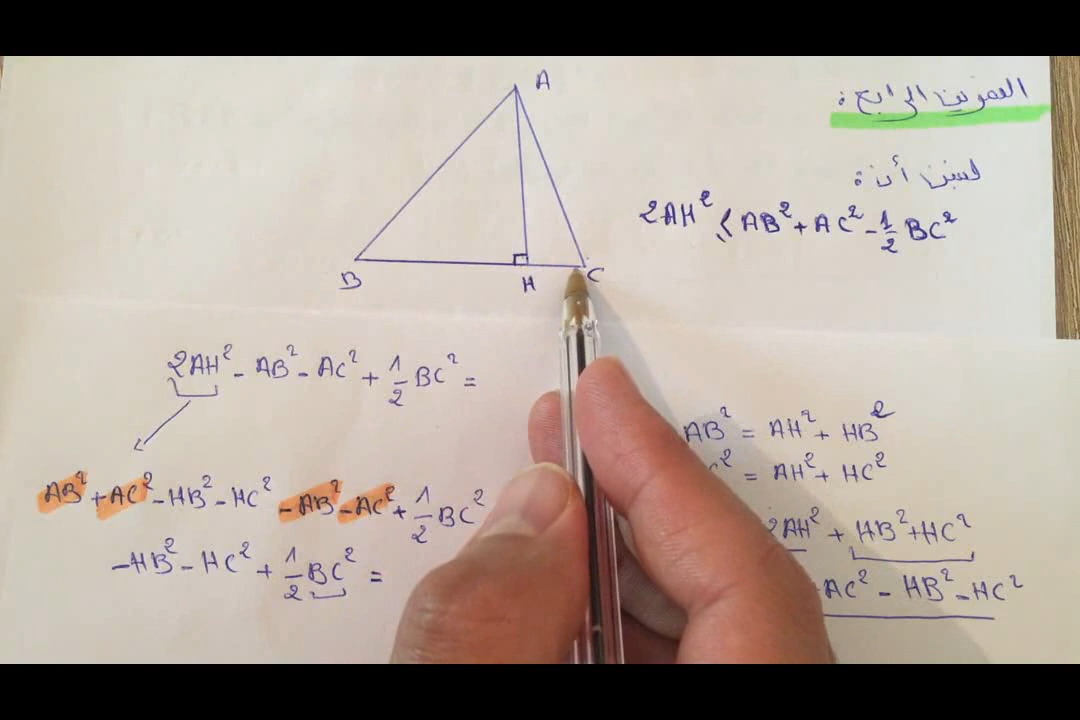 التمرين الرابع :
لنبين أن :
2AH² ≤ AB² + AC² - 1/2 BC²
A
B
H
C
2AH² - AB² - AC² + 1/2 BC² =
AB² + AC² - HB² - HC² - AB² - AC² + 1/2 BC²
-HB² - HC² + 1/2 BC² =
AB² = AH² + HB²
C² = AH² + HC²
2AH² + HB² + HC²
AC² - HB² - HC²